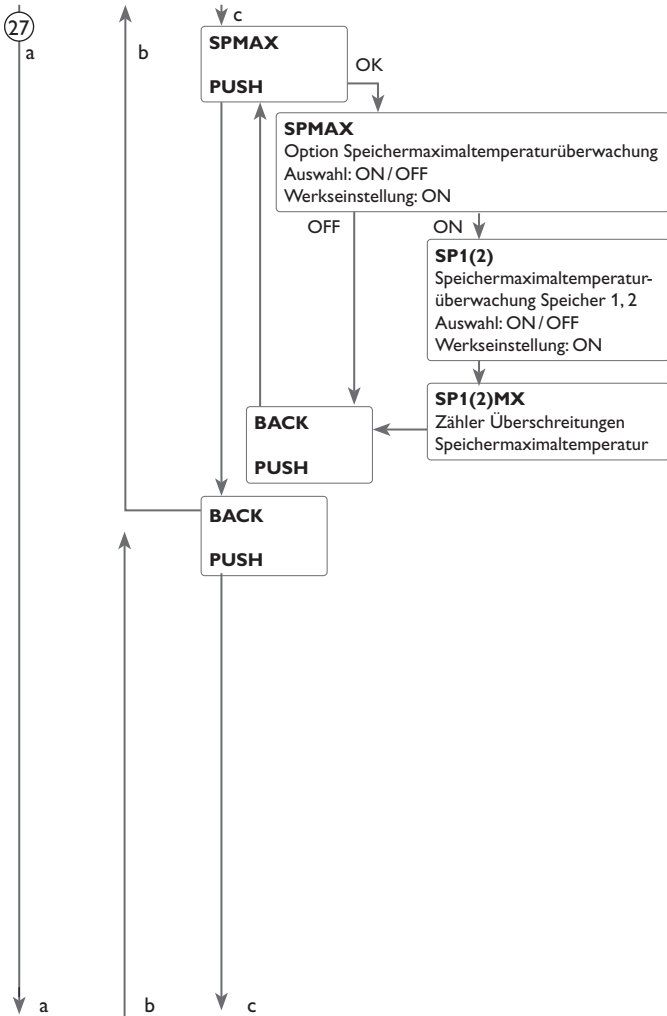 27
a
b
c
SPMAX
PUSH
OK
SPMAX
Option Speichermaximaltemperaturüberwachung
Auswahl: ON / OFF
Werkseinstellung: ON
OFF
ON
SP1(2)
Speichermaximaltemperatur-
überwachung Speicher 1, 2
Auswahl: ON / OFF
Werkseinstellung: ON
SP1(2)MX
Zähler Überschreitungen
Speichermaximaltemperatur
BACK
PUSH
BACK
PUSH
a
b
c